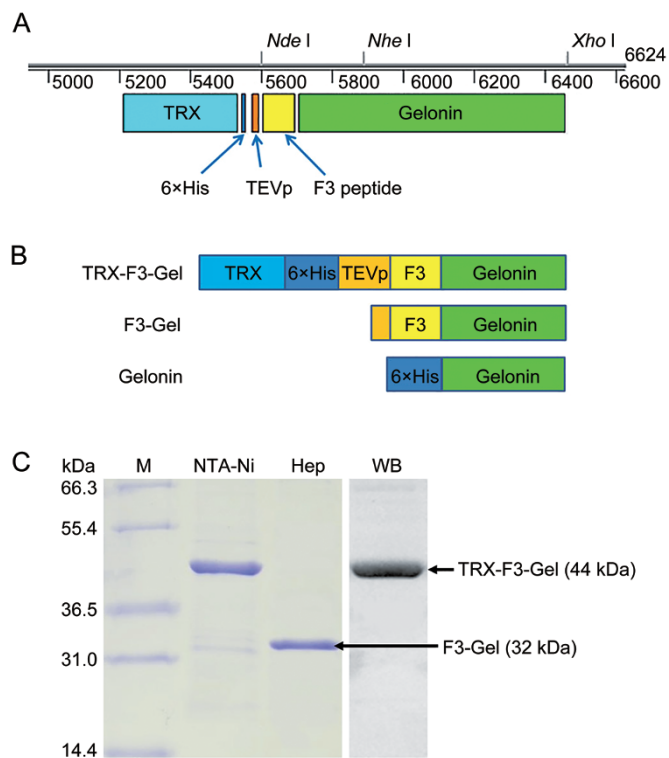 A
Nde I Nhe I Xho I
6624
5000 5200 5400 5600 5800 6000 6200 6400 6600
TRX Gelonin
6×His TEVp F3 peptide
B
TRX-F3-Gel TRX 6×His TEVp F3 Gelonin
F3-Gel F3 Gelonin
Gelonin 6×His Gelonin
C
kDa M NTA-Ni Hep WB
66.3
55.4
TRX-F3-Gel (44 kDa)
36.5
F3-Gel (32 kDa)
31.0
14.4